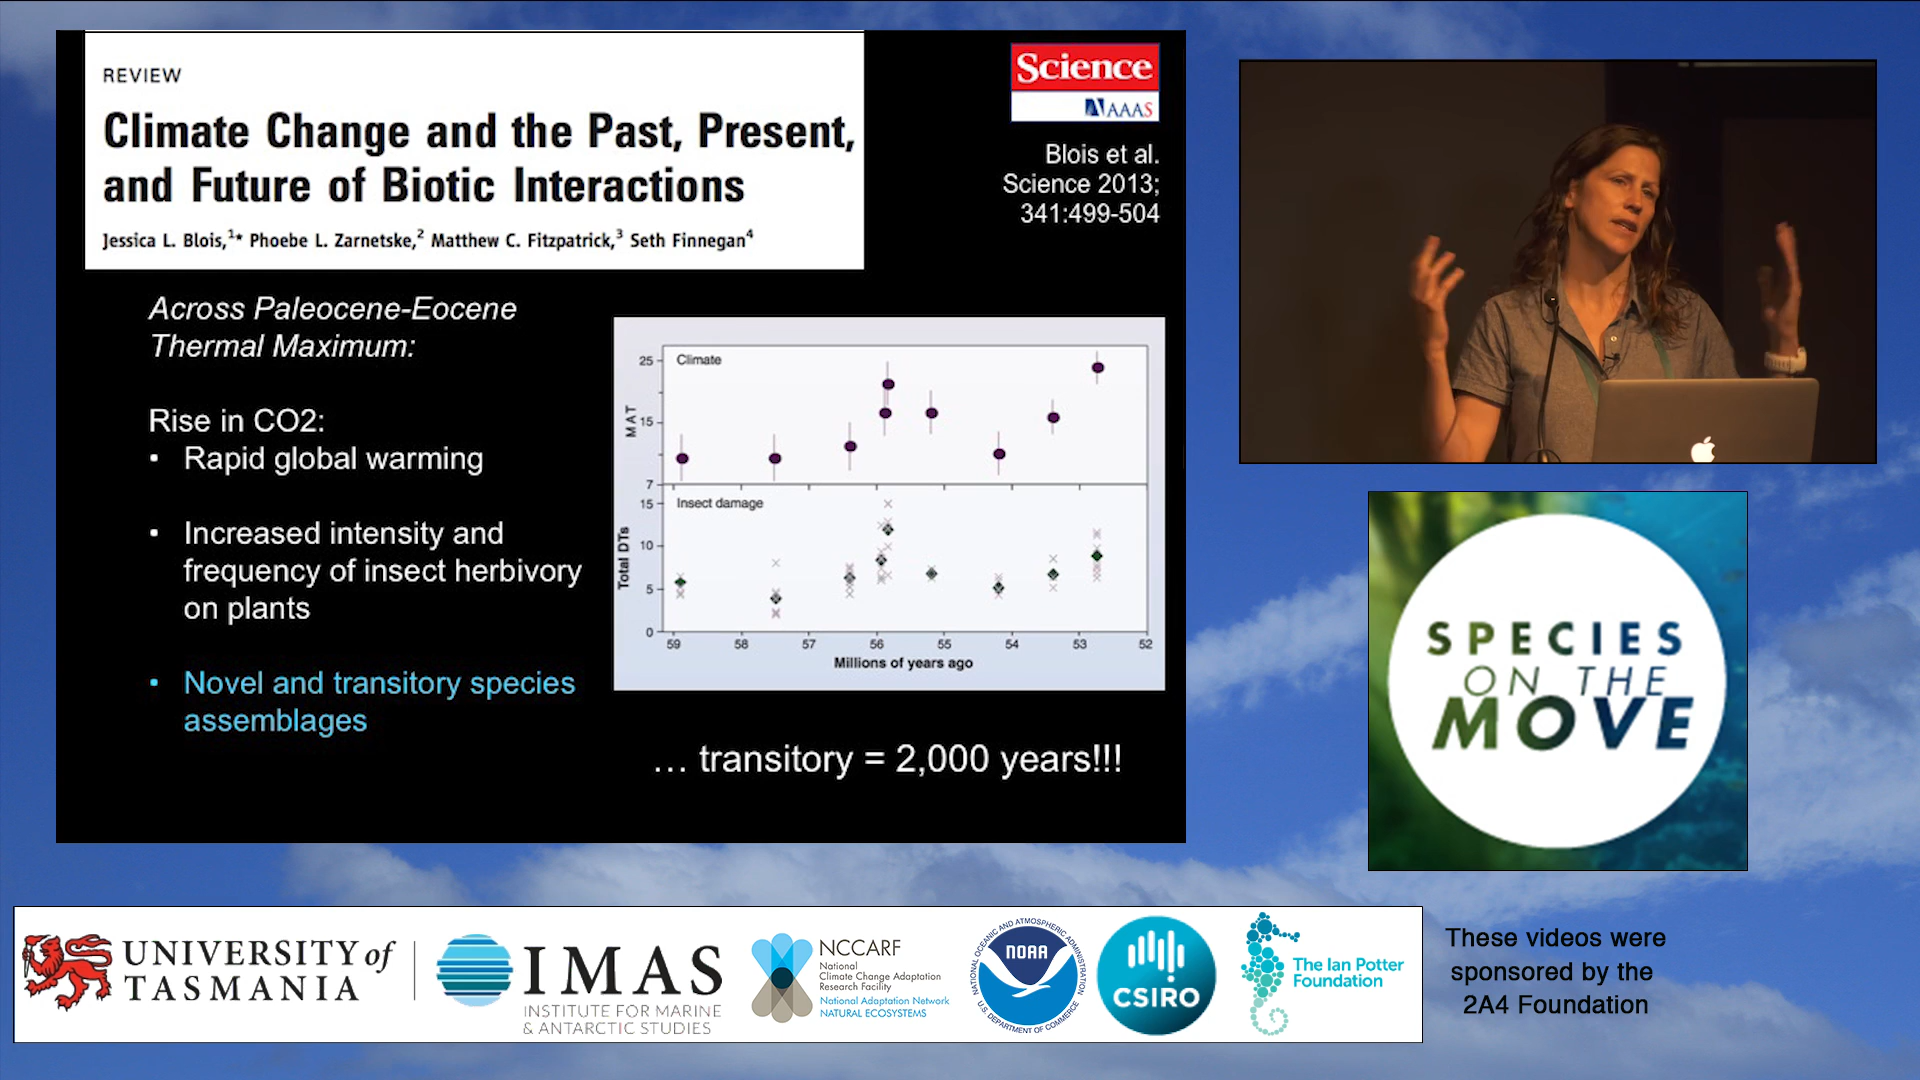 REVIEW
Climate Change and the Past, Present,
and Future of Biotic Interactions
Jessica L. Blois,1* Phoebe L. Zarnetske,2 Matthew C. Fitzpatrick,3 Seth Finnegan4
Science
AAAS
Blois et al.
Science 2013;
341:499-504
Across Paleocene-Eocene
Thermal Maximum:
Rise in CO2:
• Rapid global warming
• Increased intensity and
frequency of insect herbivory
on plants
• Novel and transitory species
assemblages
Climate
MAT
25
15
7
Insect damage
Total DTs
15
10
5
0
59 58 57 56 55 54 53 52
Millions of years ago
... transitory = 2,000 years!!!
SPECIES
ON THE
MOVE
UNIVERSITY of
TASMANIA
IMAS
INSTITUTE FOR MARINE
& ANTARCTIC STUDIES
NCCARF
National
Climate Change Adaptation
Research Facility
National Adaptation Network
NATURAL ECOSYSTEMS
NATIONAL OCEANIC AND ATMOSPHERIC ADMINISTRATION
NOAA
U.S. DEPARTMENT OF COMMERCE
CSIRO
The Ian Potter
Foundation
These videos were
sponsored by the
2A4 Foundation